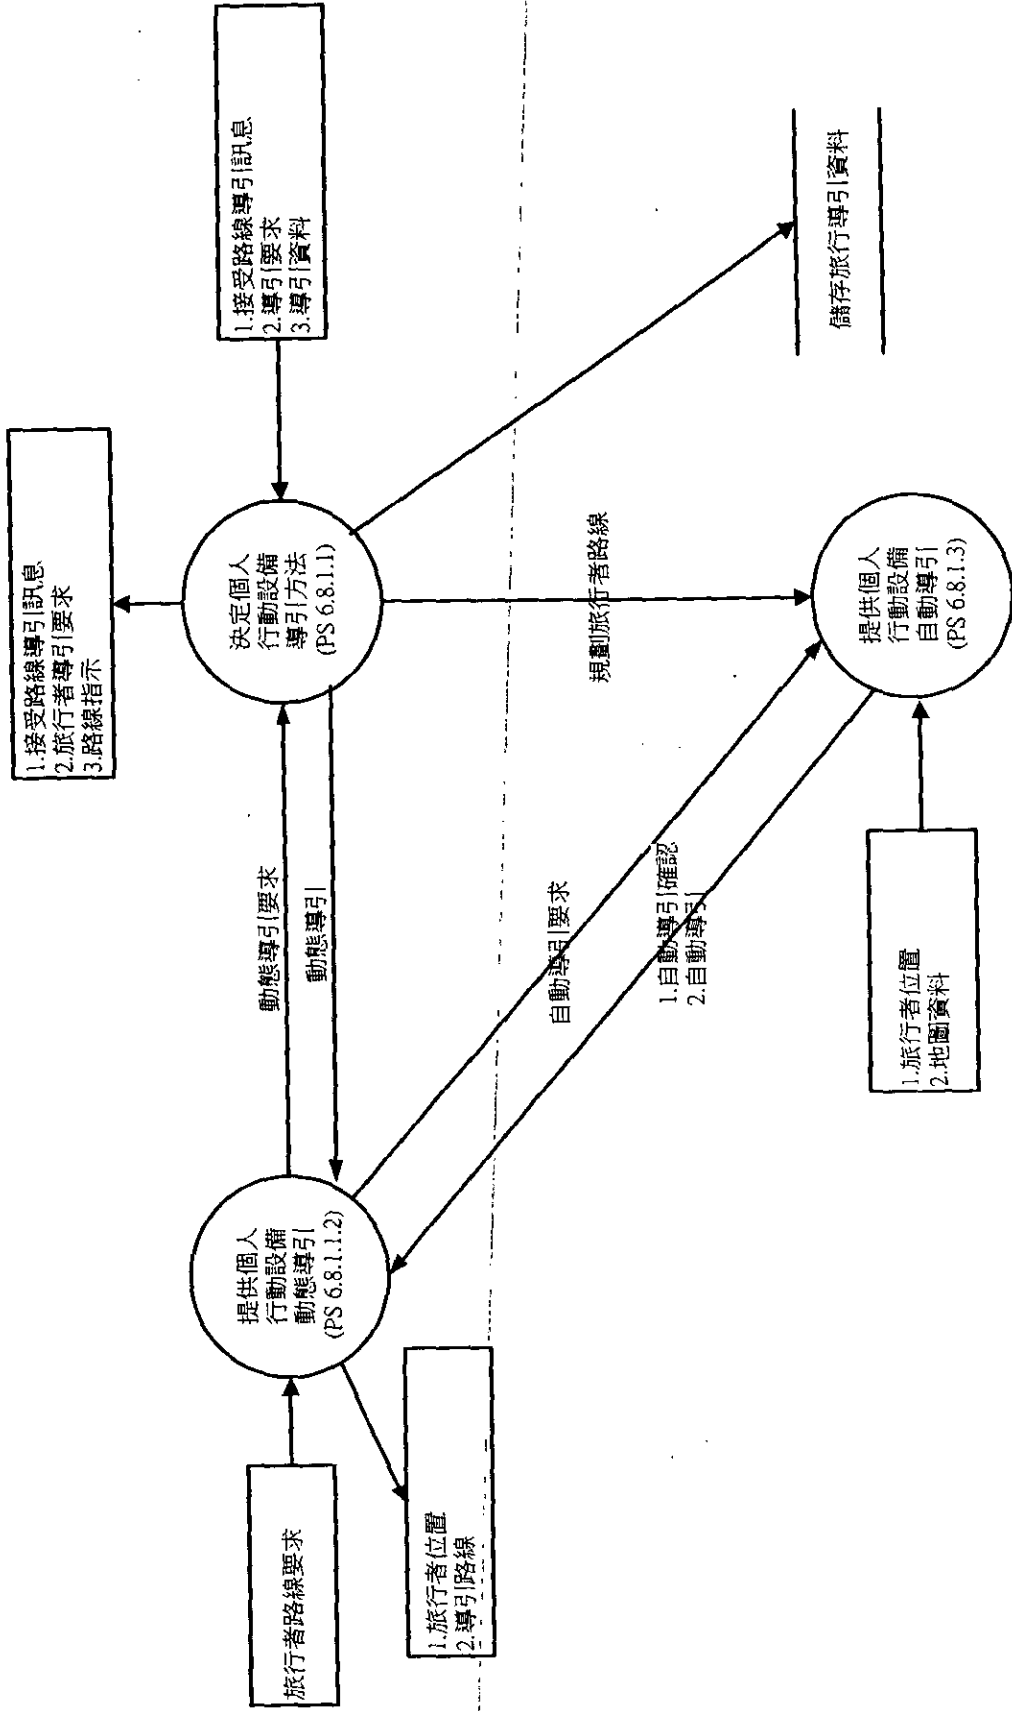 1.接受路線導引訊息
2.旅行者導引要求
3.路線指示
旅行者路線要求
提供個人
行動設備
動態導引
(PS 6.8.1.1.2)
動態導引要求
動態導引
決定個人
行動設備
導引方法
(PS 6.8.1.1)
1.接受路線導引訊息
2.導引要求
3.導引資料
1.旅行者位置
2.導引路線
自動導引要求
1.自動導引確認
2.自動導引
規劃旅行者路線
儲存旅行導引資料
1.旅行者位置
2.地圖資料
提供個人
行動設備
自動導引
(PS 6.8.1.3)